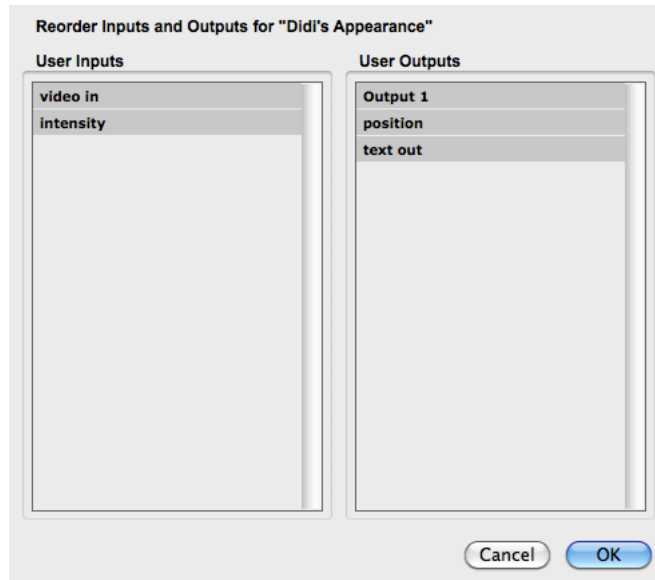 Reorder Inputs and Outputs for "Didi's Appearance"
User Inputs
video in
intensity
User Outputs
Output 1
position
text out
Cancel
OK